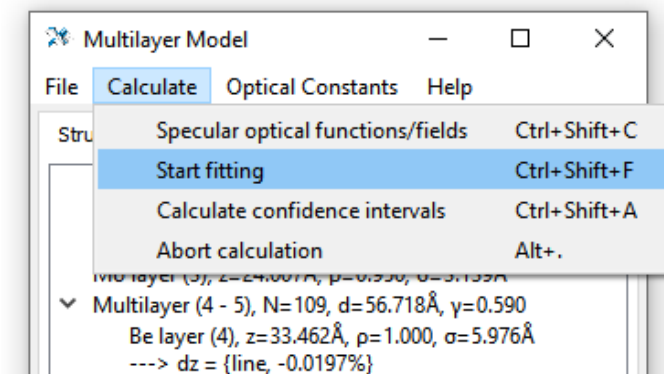 Multilayer Model
File Calculate Optical Constants Help
Stru
Specular optical functions/fields Ctrl+Shift+C
Start fitting Ctrl+Shift+F
Calculate confidence intervals Ctrl+Shift+A
Abort calculation Alt+.
Multilayer (4 - 5), N=109, d=56.718Å, γ=0.590
Be layer (4), z=33.462Å, ρ=1.000, σ=5.976Å
---> dz = {line, -0.0197%}